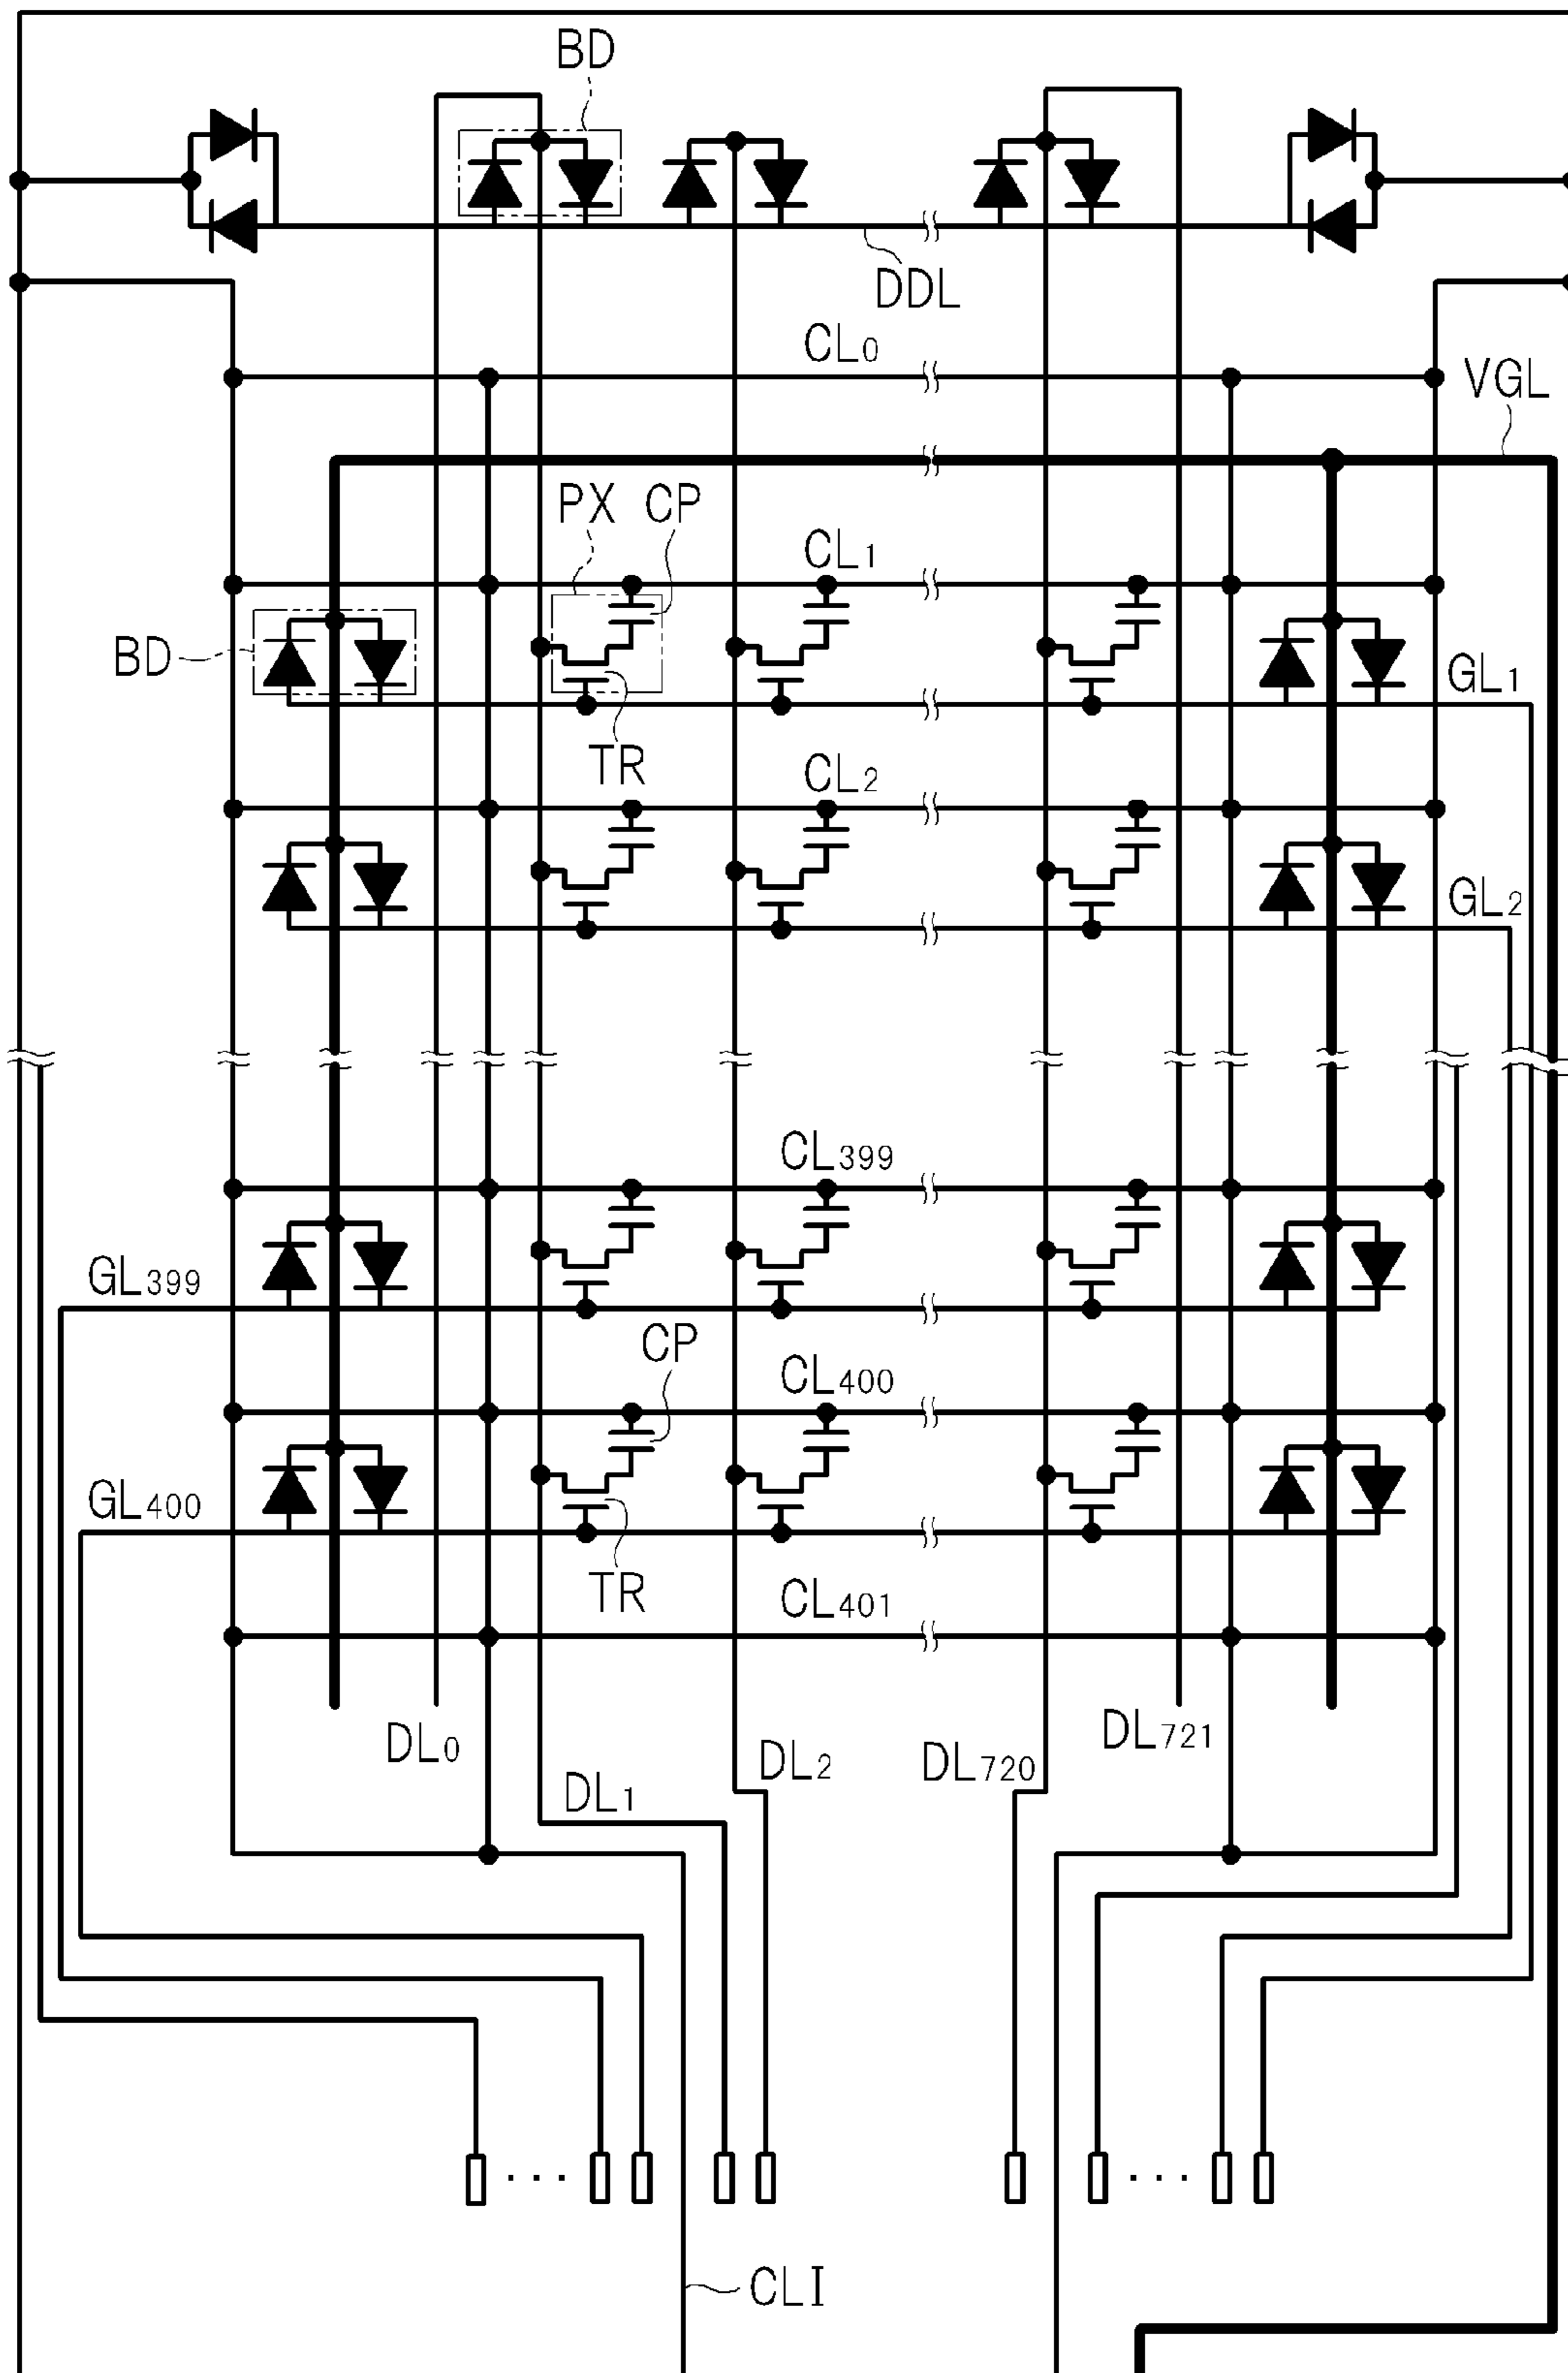 BD
DDL
CL0
VGL
PX CP
CL1
BD
GL1
TR
CL2
GL2
CL399
GL399
CP
CL400
GL400
TR
CL401
DL0
DL721
DL2
DL720
DL1
...
...
CLI